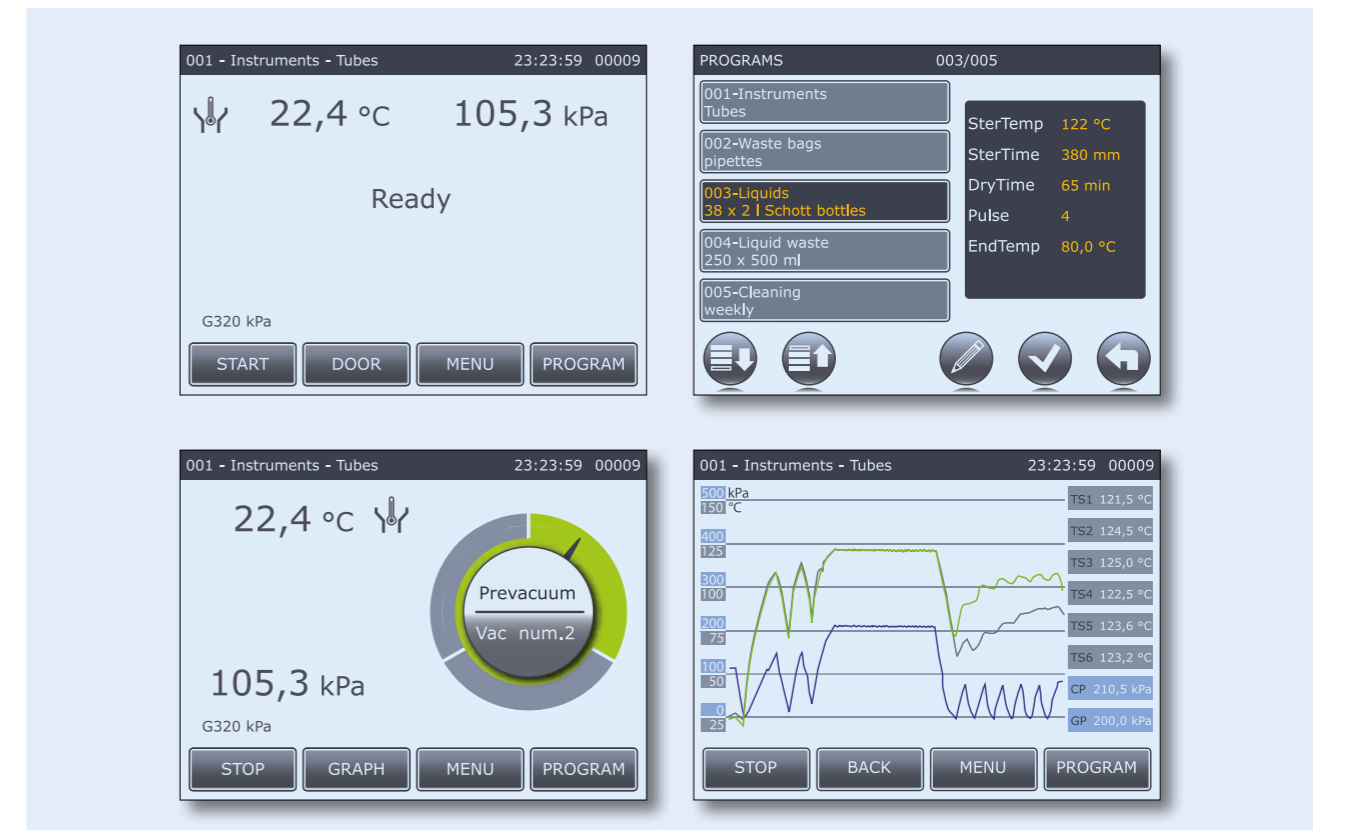 001 - Instruments - Tubes 23:23:59 00009
22,4 °C 105,3 kPa
Ready
G320 kPa
START DOOR MENU PROGRAM
PROGRAMS 003/005
001-Instruments
Tubes
002-Waste bags
pipettes
003-Liquids
38 x 2 l Schott bottles
004-Liquid waste
250 x 500 ml
005-Cleaning
weekly
SterTemp 122 °C
SterTime 380 mm
DryTime 65 min
Pulse 4
EndTemp 80,0 °C
001 - Instruments - Tubes 23:23:59 00009
22,4 °C
Prevacuum
Vac num.2
105,3 kPa
G320 kPa
STOP GRAPH MENU PROGRAM
001 - Instruments - Tubes 23:23:59 00009
500 kPa
150 °C
400
125
300
100
200
75
100
50
0
25
TS1 121,5 °C
TS2 124,5 °C
TS3 125,0 °C
TS4 122,5 °C
TS5 123,6 °C
TS6 123,2 °C
CP 210,5 kPa
GP 200,0 kPa
STOP BACK MENU PROGRAM